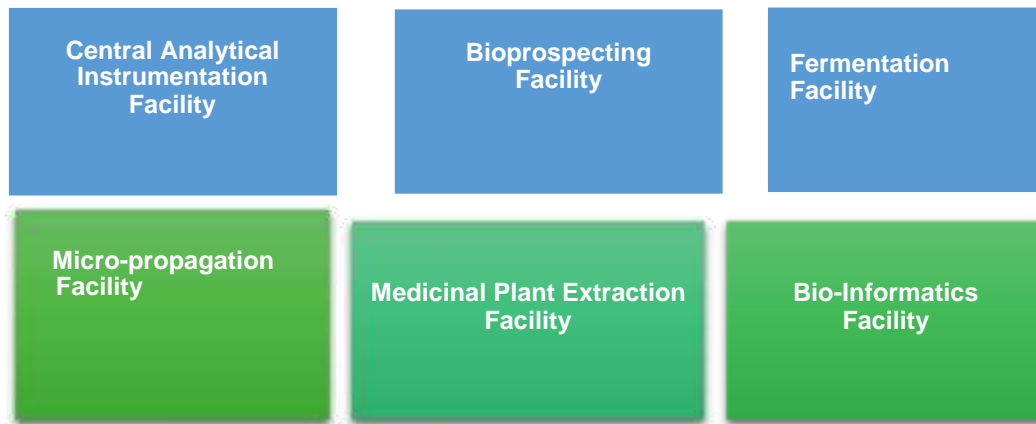 Central Analytical
Instrumentation
Facility
Bioprospecting
Facility
Fermentation
Facility
Micro-propagation
Facility
Medicinal Plant Extraction
Facility
Bio-Informatics
Facility